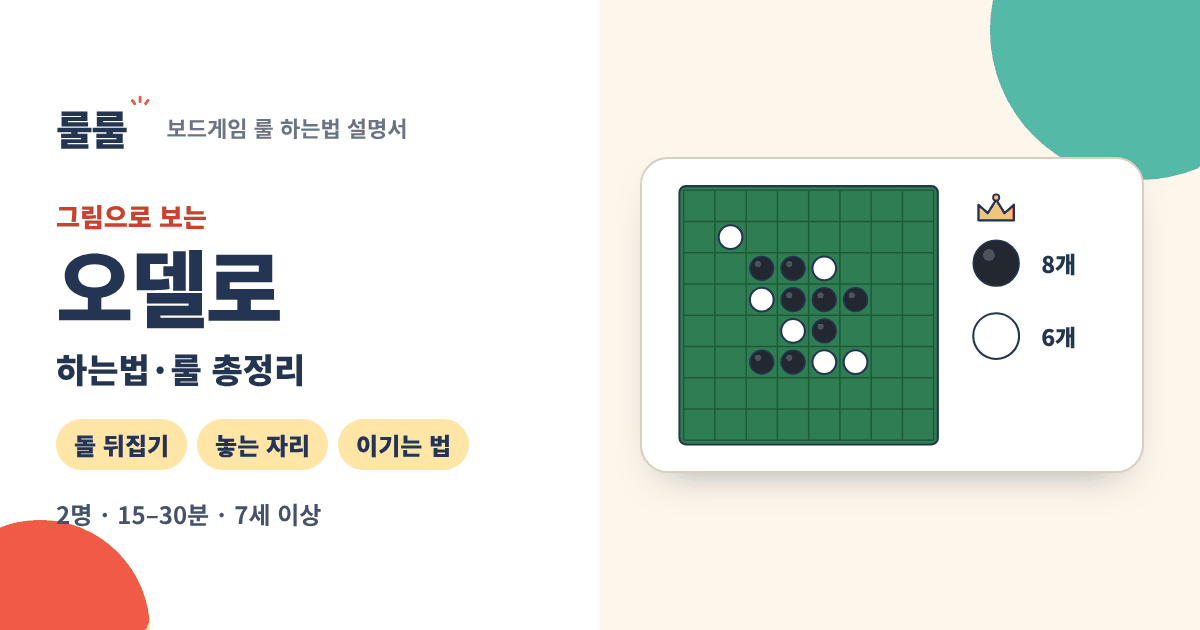 룰룰 보드게임 룰 하는법 설명서
그림으로 보는
오델로
하는법·룰 총정리
돌 뒤집기 놓는 자리 이기는 법
2명 · 15–30분 · 7세 이상
8개
6개